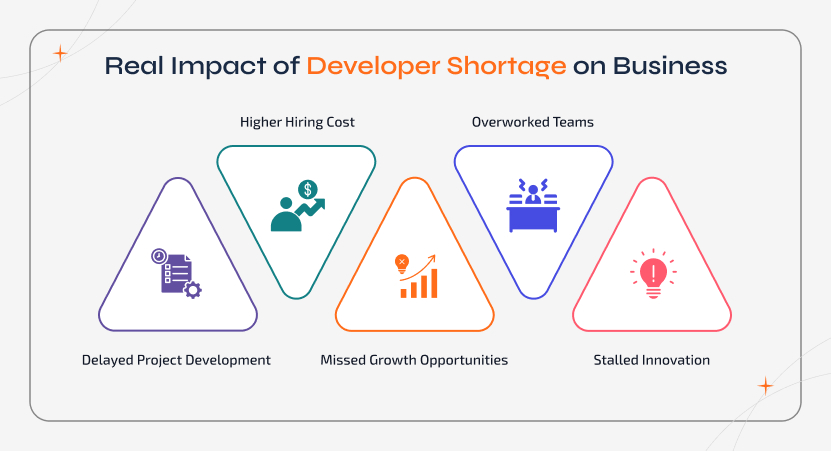 Real Impact of Developer Shortage on Business
Higher Hiring Cost
Overworked Teams
$
Delayed Project Development
Missed Growth Opportunities
Stalled Innovation